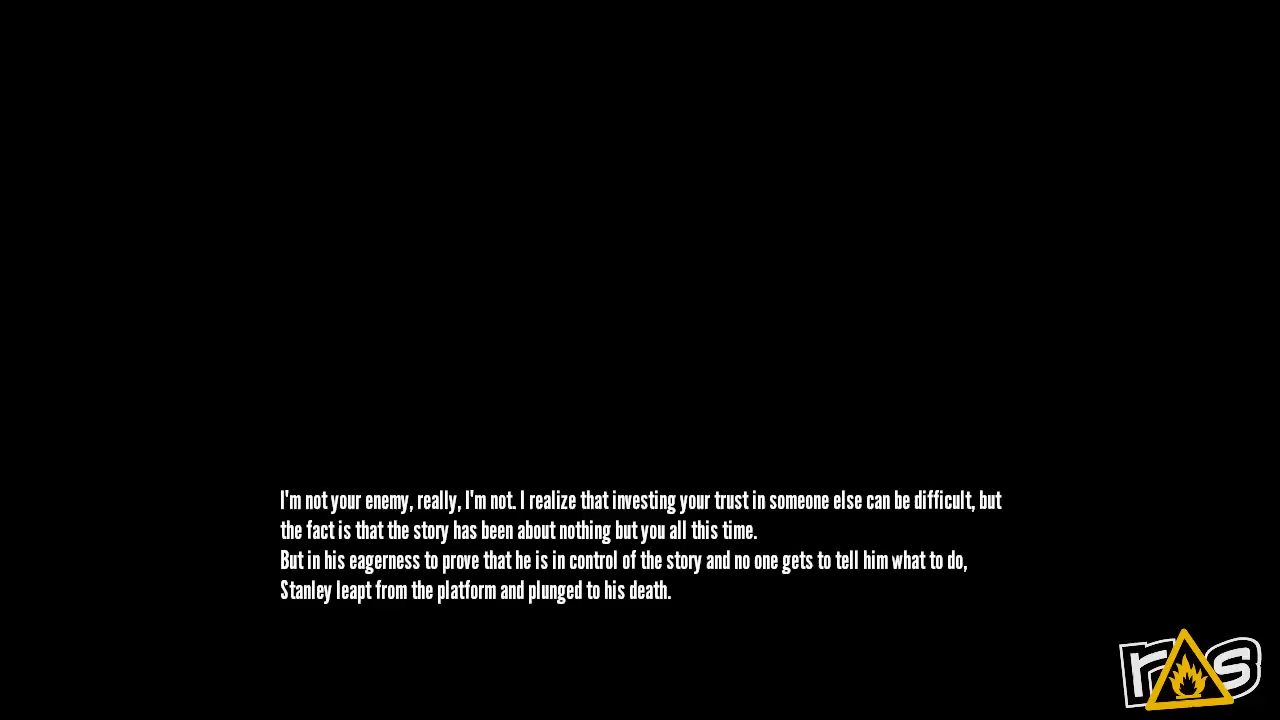 I'm not your enemy, really, I'm not. I realize that investing your trust in someone else can be difficult, but
the fact is that the story has been about nothing but you all this time.
But in his eagerness to prove that he is in control of the story and no one gets to tell him what to do,
Stanley leapt from the platform and plunged to his death.
ras